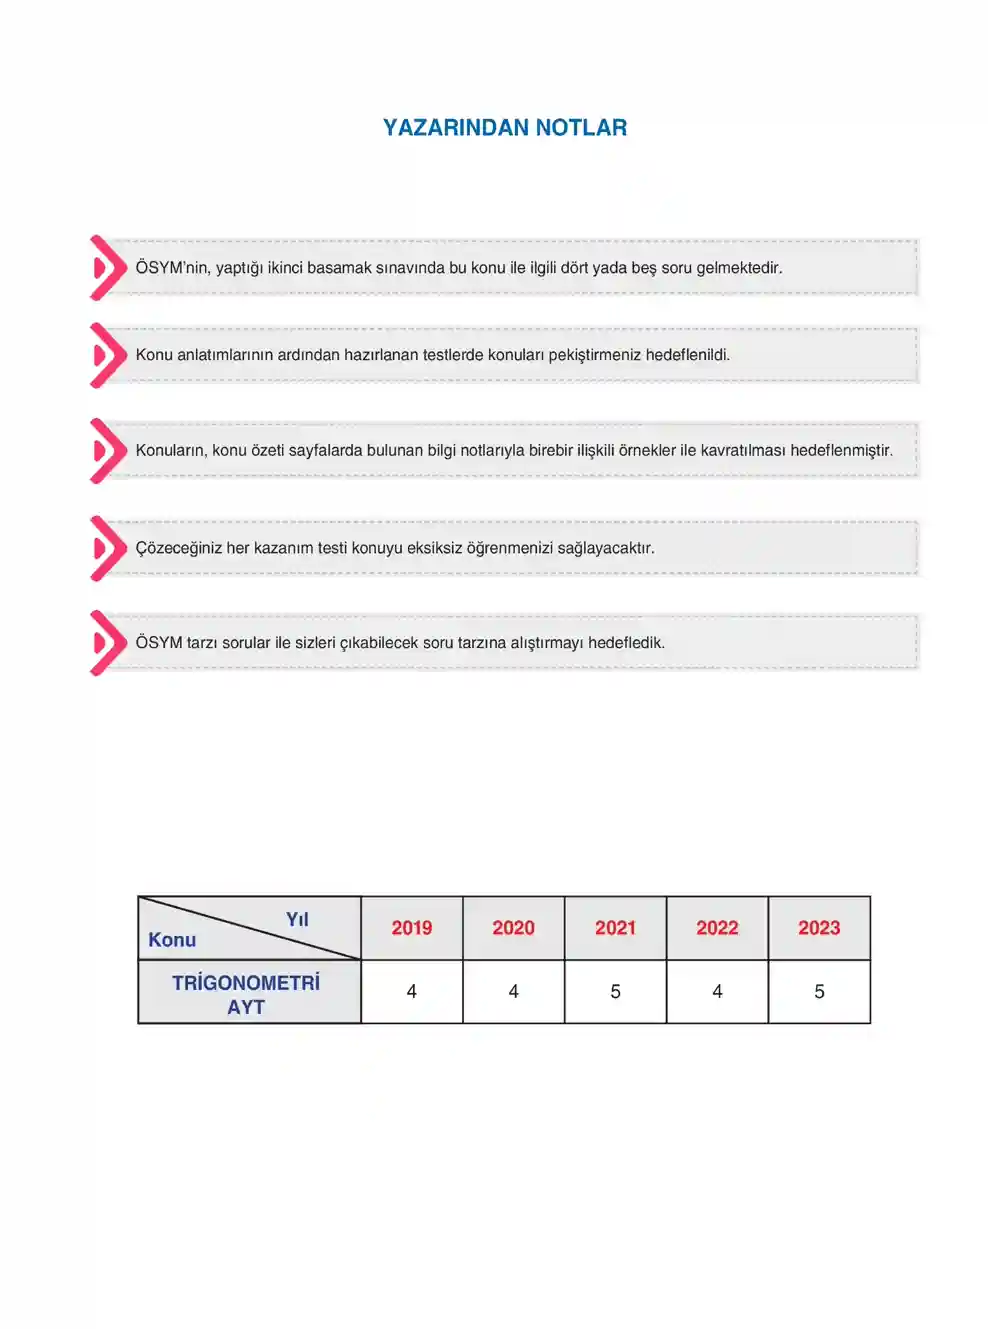 YAZARINDAN NOTLAR
ÖSYM'nin, yaptığı ikinci basamak sınavında bu konu ile ilgili dört yada beş soru gelmektedir.
Konu anlatımlarının ardından hazırlanan testlerde konuları pekiştirmeniz hedeflenildi.
Konuların, konu özeti sayfalarda bulunan bilgi notlarıyla birebir ilişkili örnekler ile kavratılması hedeflenmiştir.
Çözeceğiniz her kazanım testi konuyu eksiksiz öğrenmenizi sağlayacaktır.
ÖSYM tarzı sorular ile sizleri çıkabilecek soru tarzına alıştırmayı hedefledik.
Konu Yıl 2019 2020 2021 2022 2023
TRİGONOMETRİ
AYT 4 4 5 4 5